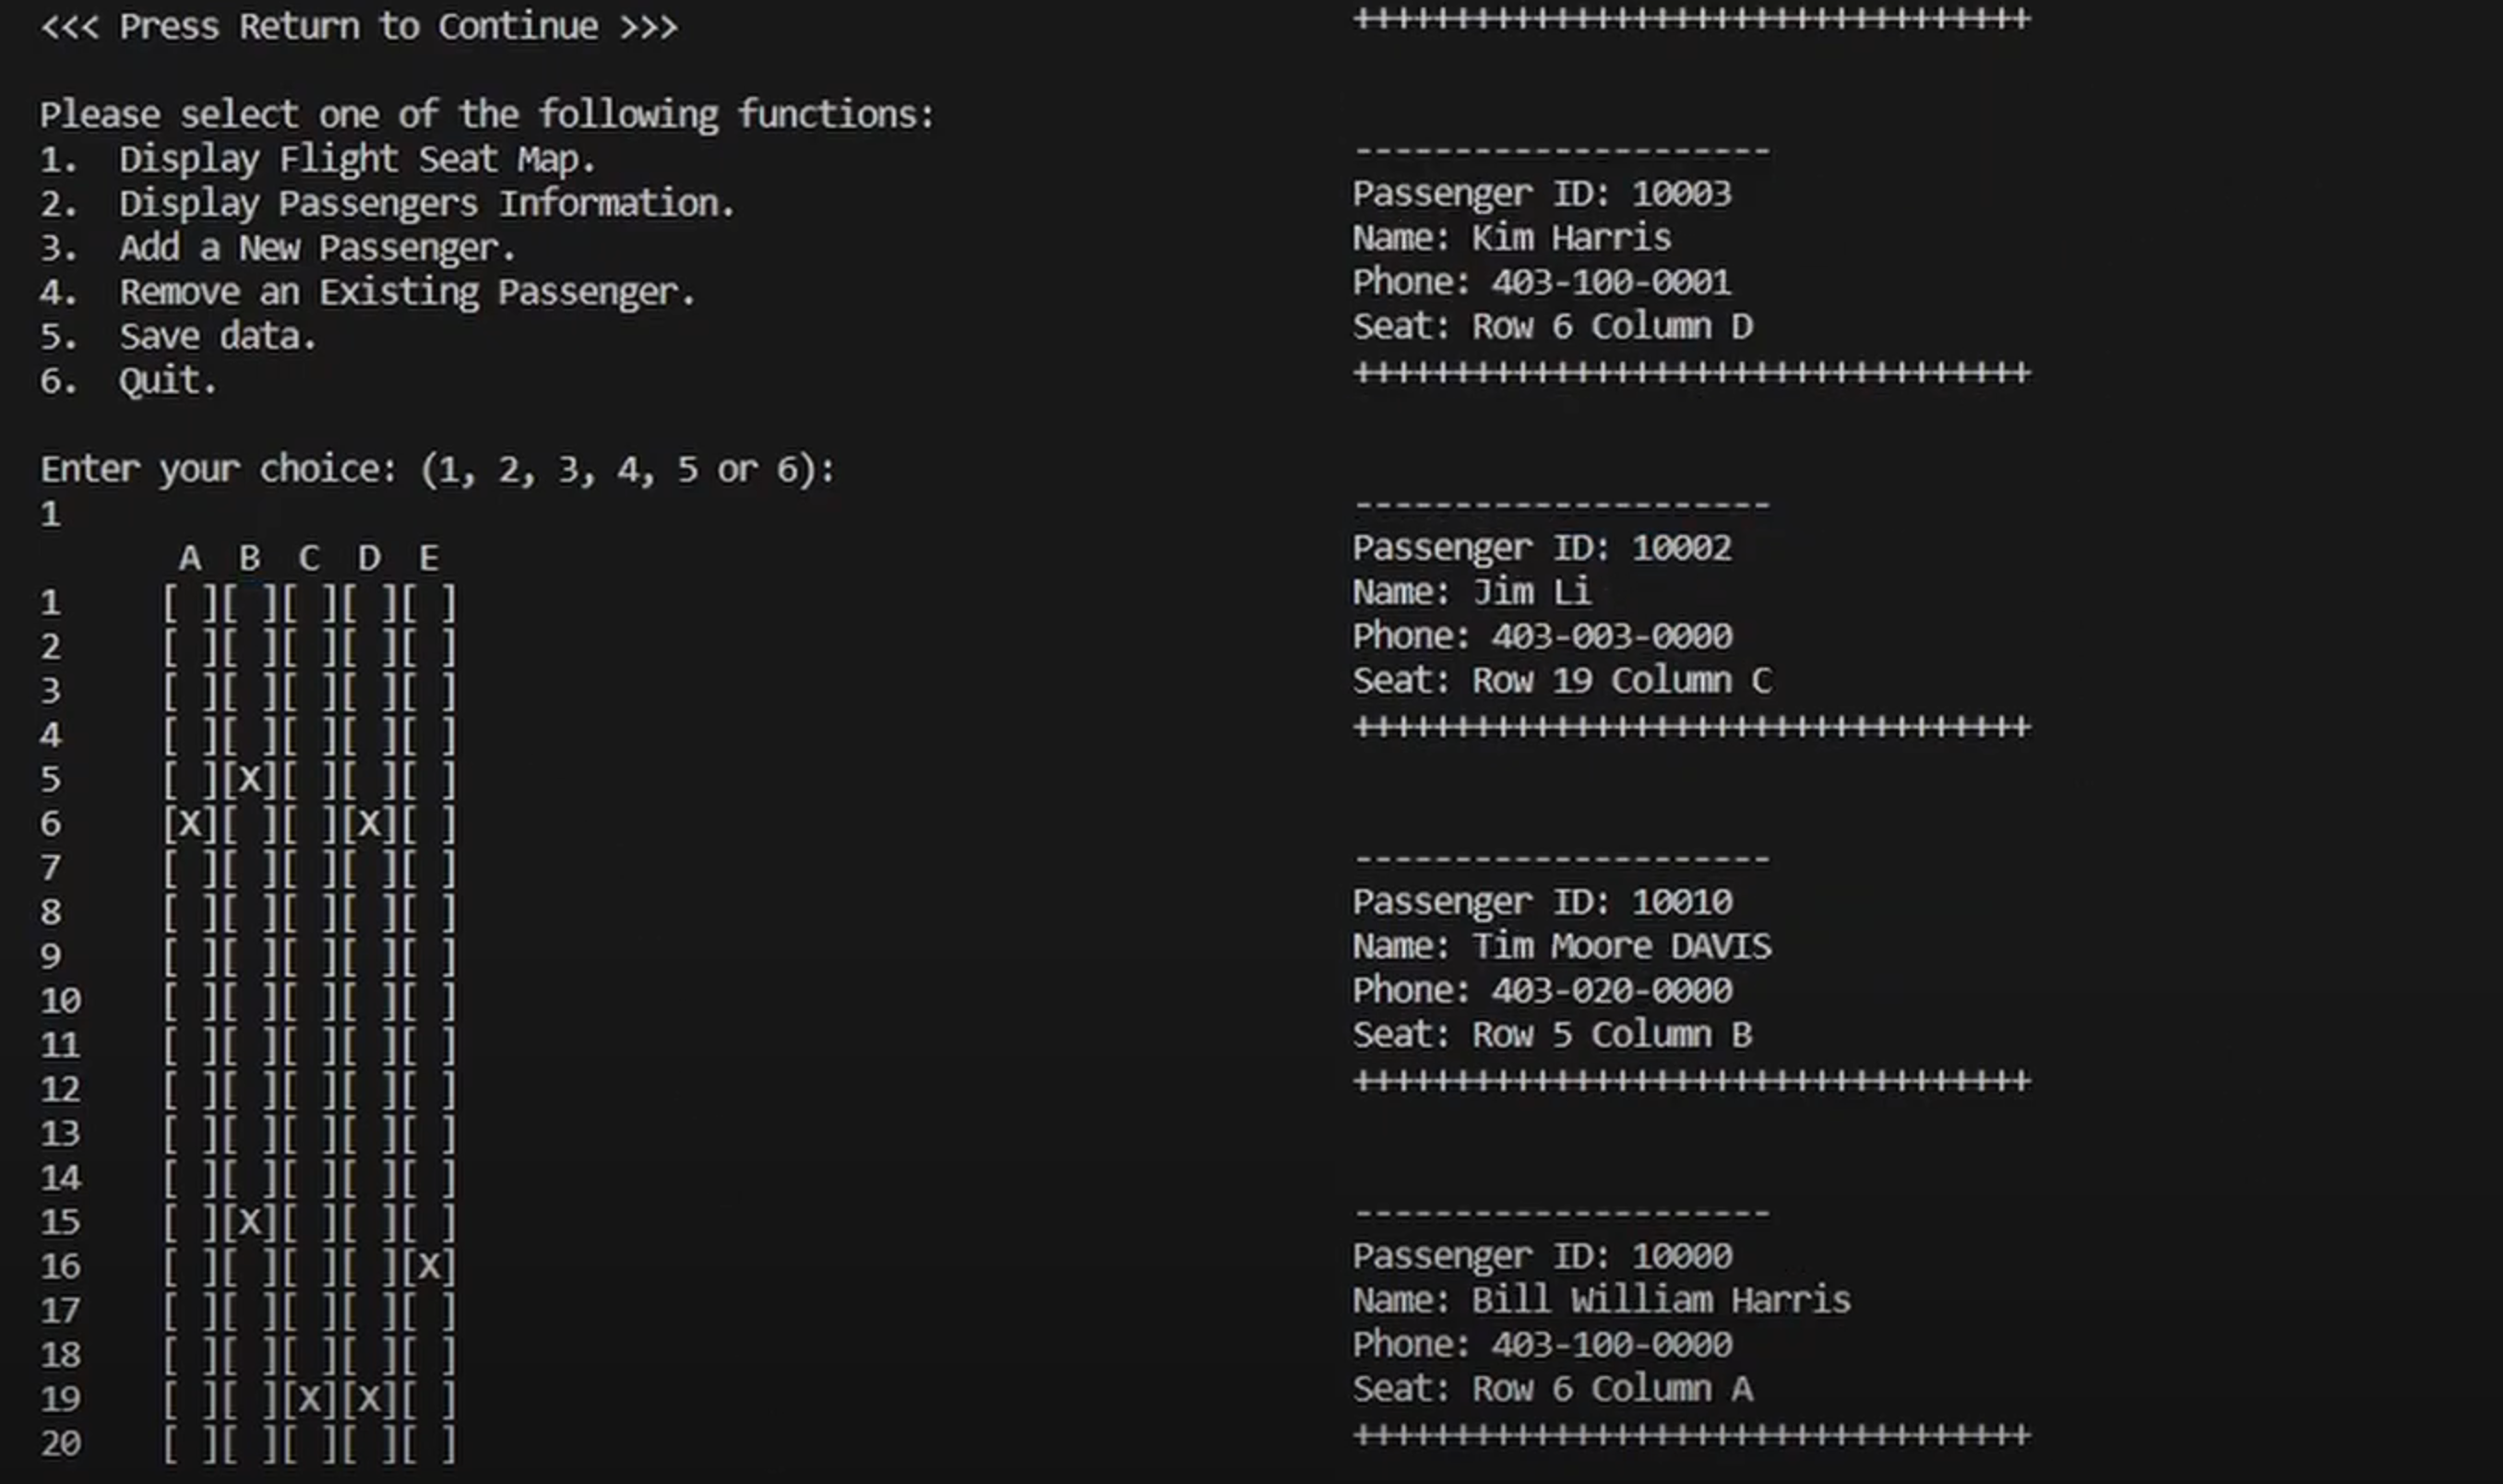 <<< Press Return to Continue >>>
Please select one of the following functions:
1.  Display Flight Seat Map.
2.  Display Passengers Information.
3.  Add a New Passenger.
4.  Remove an Existing Passenger.
5.  Save data.
6.  Quit.
Enter your choice: (1, 2, 3, 4, 5 or 6):
1
       A  B  C  D  E
1     [ ][ ][ ][ ][ ]
2     [ ][ ][ ][ ][ ]
3     [ ][ ][ ][ ][ ]
4     [ ][ ][ ][ ][ ]
5     [ ][X][ ][ ][ ]
6     [X][ ][ ][X][ ]
7     [ ][ ][ ][ ][ ]
8     [ ][ ][ ][ ][ ]
9     [ ][ ][ ][ ][ ]
10    [ ][ ][ ][ ][ ]
11    [ ][ ][ ][ ][ ]
12    [ ][ ][ ][ ][ ]
13    [ ][ ][ ][ ][ ]
14    [ ][ ][ ][ ][ ]
15    [ ][X][ ][ ][ ]
16    [ ][ ][ ][ ][X]
17    [ ][ ][ ][ ][ ]
18    [ ][ ][ ][ ][ ]
19    [ ][ ][X][X][ ]
20    [ ][ ][ ][ ][ ]
++++++++++++++++++++++++++++++++++
---------------------
Passenger ID: 10003
Name: Kim Harris
Phone: 403-100-0001
Seat: Row 6 Column D
++++++++++++++++++++++++++++++++++
---------------------
Passenger ID: 10002
Name: Jim Li
Phone: 403-003-0000
Seat: Row 19 Column C
++++++++++++++++++++++++++++++++++
---------------------
Passenger ID: 10010
Name: Tim Moore DAVIS
Phone: 403-020-0000
Seat: Row 5 Column B
++++++++++++++++++++++++++++++++++
---------------------
Passenger ID: 10000
Name: Bill William Harris
Phone: 403-100-0000
Seat: Row 6 Column A
++++++++++++++++++++++++++++++++++